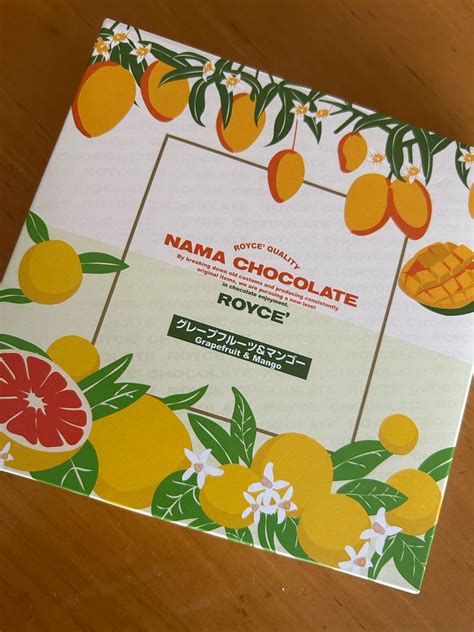 ROYCE' QUALITY
NAMA CHOCOLATE
By breaking down old customs and producing consistently
original items, we are pursuing a new level
in chocolate enjoyment.
ROYCE'
グレープフルーツ&マンゴー
Grapefruit & Mango